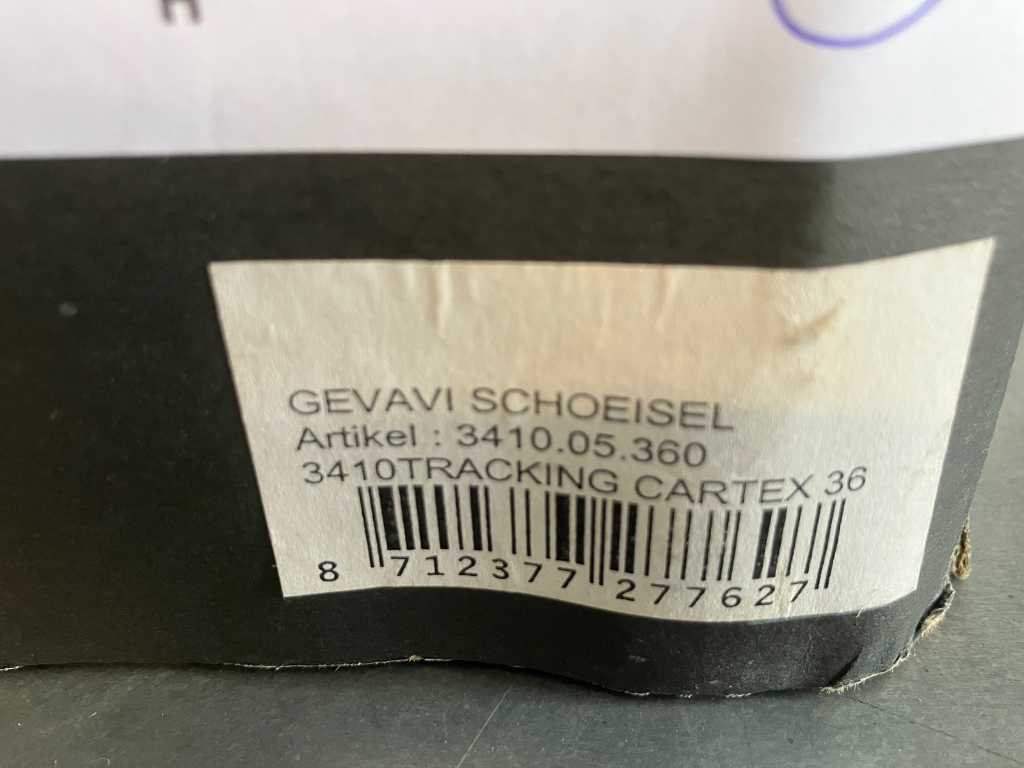 GEVAVI SCHOEISEL
Artikel : 3410.05.360
3410TRACKING CARTEX 36
8 712377 277627